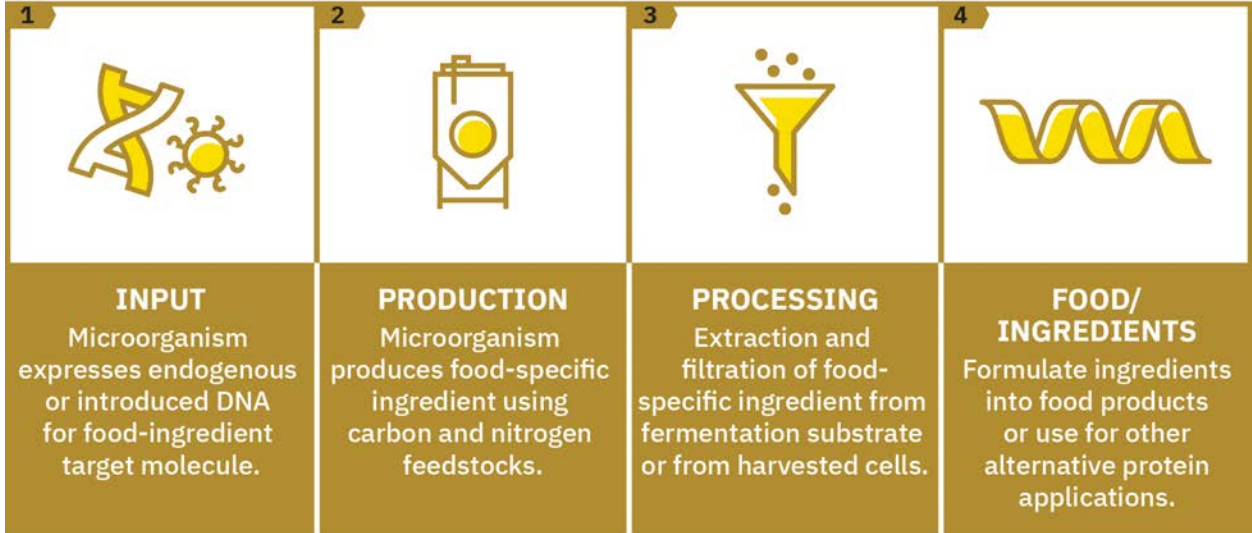 1
INPUT
Microorganism
expresses endogenous
or introduced DNA
for food-ingredient
target molecule.
2
PRODUCTION
Microorganism
produces food-specific
ingredient using
carbon and nitrogen
feedstocks.
3
PROCESSING
Extraction and
filtration of food-
specific ingredient from
fermentation substrate
or from harvested cells.
4
FOOD/
INGREDIENTS
Formulate ingredients
into food products
or use for other
alternative protein
applications.